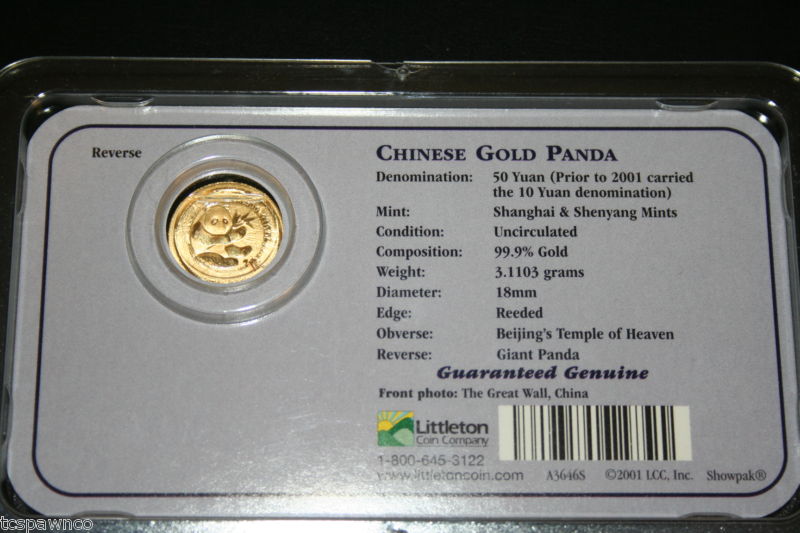 Reverse
CHINESE GOLD PANDA
Denomination: 50 Yuan (Prior to 2001 carried
the 10 Yuan denomination)
Mint: Shanghai & Shenyang Mints
Condition: Uncirculated
Composition: 99.9% Gold
Weight: 3.1103 grams
Diameter: 18mm
Edge: Reeded
Obverse: Beijing's Temple of Heaven
Reverse: Giant Panda
Guaranteed Genuine
Front photo: The Great Wall, China
Littleton
Coin Company
1-800-645-3122
www.littletoncoin.com A3646S ©2001 LCC, Inc. Showpak®
tcspawnco